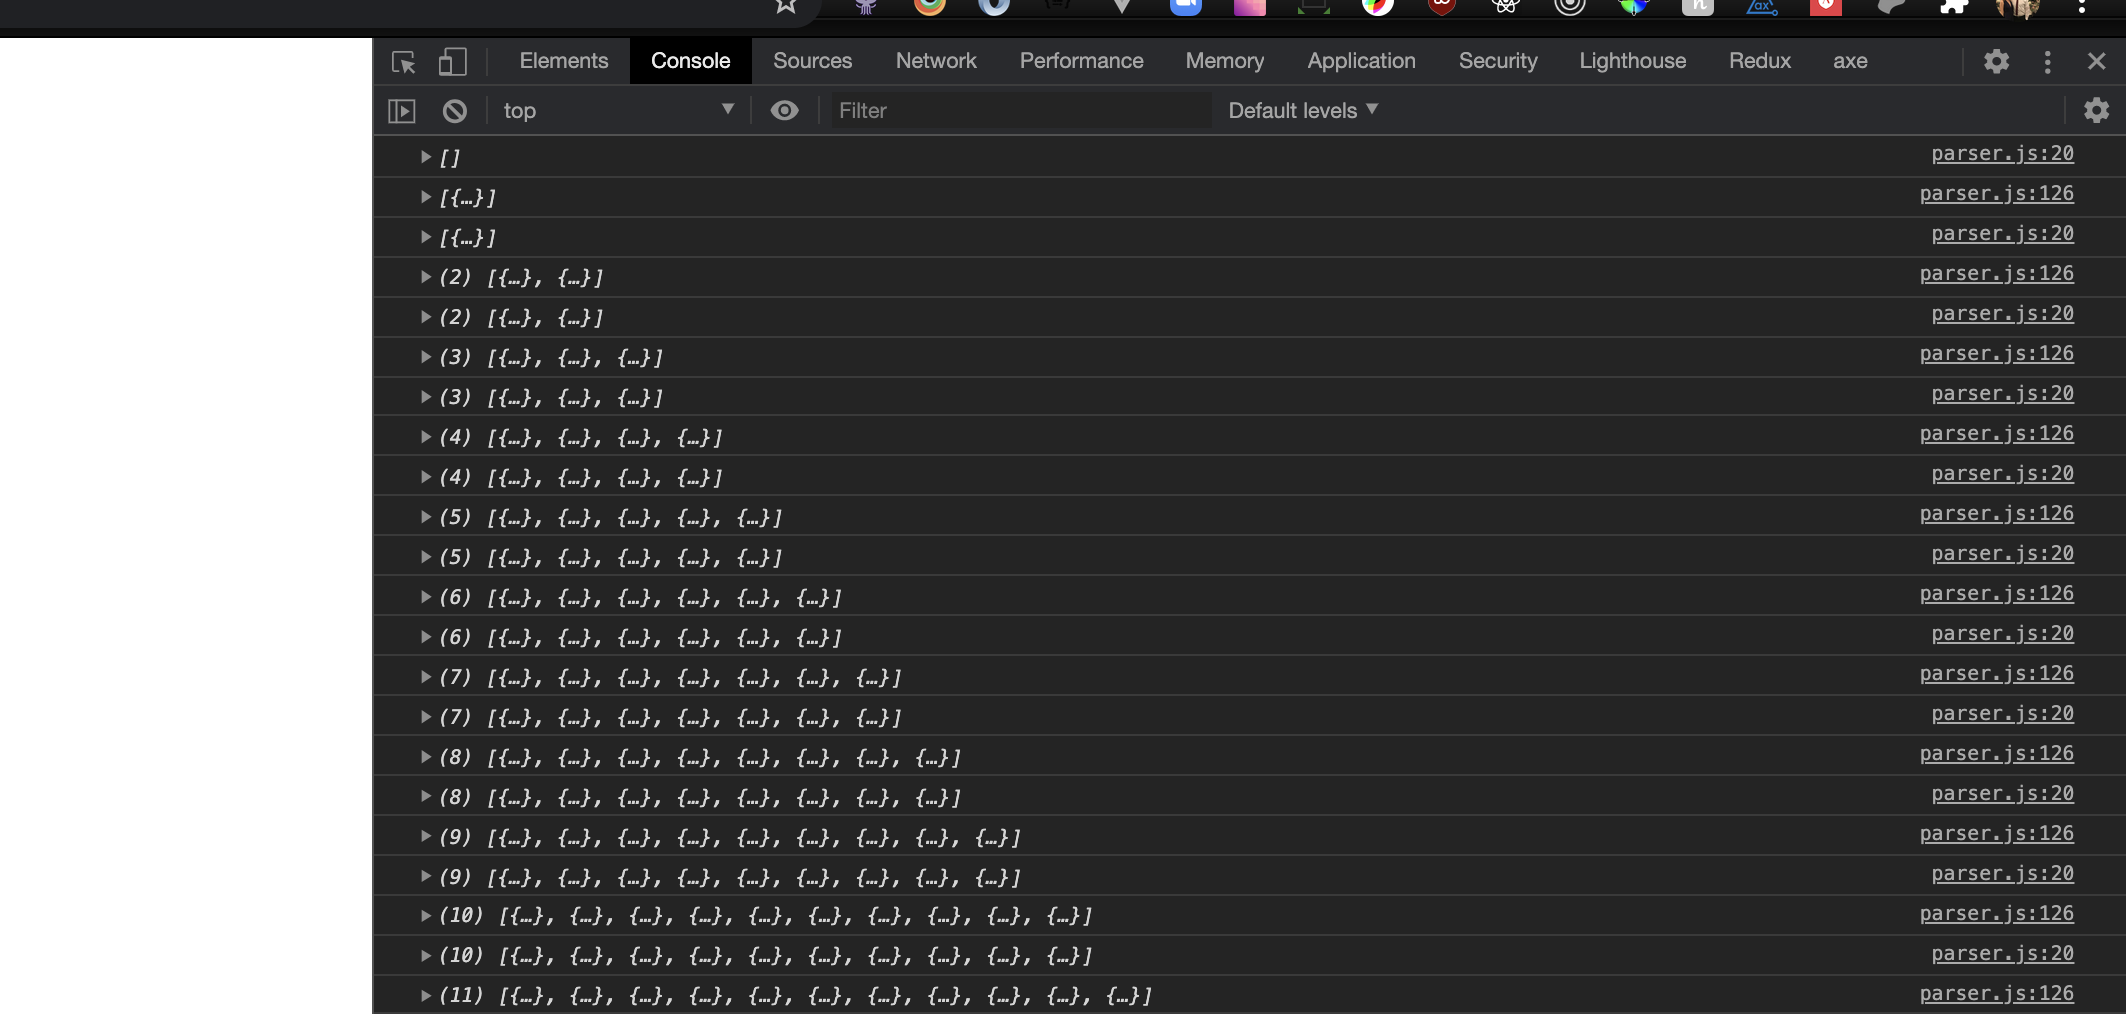 Elements Console Sources Network Performance Memory Application Security Lighthouse Redux axe
top Filter Default levels
[] parser.js:20
[{…}] parser.js:126
[{…}] parser.js:20
(2) [{…}, {…}] parser.js:126
(2) [{…}, {…}] parser.js:20
(3) [{…}, {…}, {…}] parser.js:126
(3) [{…}, {…}, {…}] parser.js:20
(4) [{…}, {…}, {…}, {…}] parser.js:126
(4) [{…}, {…}, {…}, {…}] parser.js:20
(5) [{…}, {…}, {…}, {…}, {…}] parser.js:126
(5) [{…}, {…}, {…}, {…}, {…}] parser.js:20
(6) [{…}, {…}, {…}, {…}, {…}, {…}] parser.js:126
(6) [{…}, {…}, {…}, {…}, {…}, {…}] parser.js:20
(7) [{…}, {…}, {…}, {…}, {…}, {…}, {…}] parser.js:126
(7) [{…}, {…}, {…}, {…}, {…}, {…}, {…}] parser.js:20
(8) [{…}, {…}, {…}, {…}, {…}, {…}, {…}, {…}] parser.js:126
(8) [{…}, {…}, {…}, {…}, {…}, {…}, {…}, {…}] parser.js:20
(9) [{…}, {…}, {…}, {…}, {…}, {…}, {…}, {…}, {…}] parser.js:126
(9) [{…}, {…}, {…}, {…}, {…}, {…}, {…}, {…}, {…}] parser.js:20
(10) [{…}, {…}, {…}, {…}, {…}, {…}, {…}, {…}, {…}, {…}] parser.js:126
(10) [{…}, {…}, {…}, {…}, {…}, {…}, {…}, {…}, {…}, {…}] parser.js:20
(11) [{…}, {…}, {…}, {…}, {…}, {…}, {…}, {…}, {…}, {…}, {…}] parser.js:126